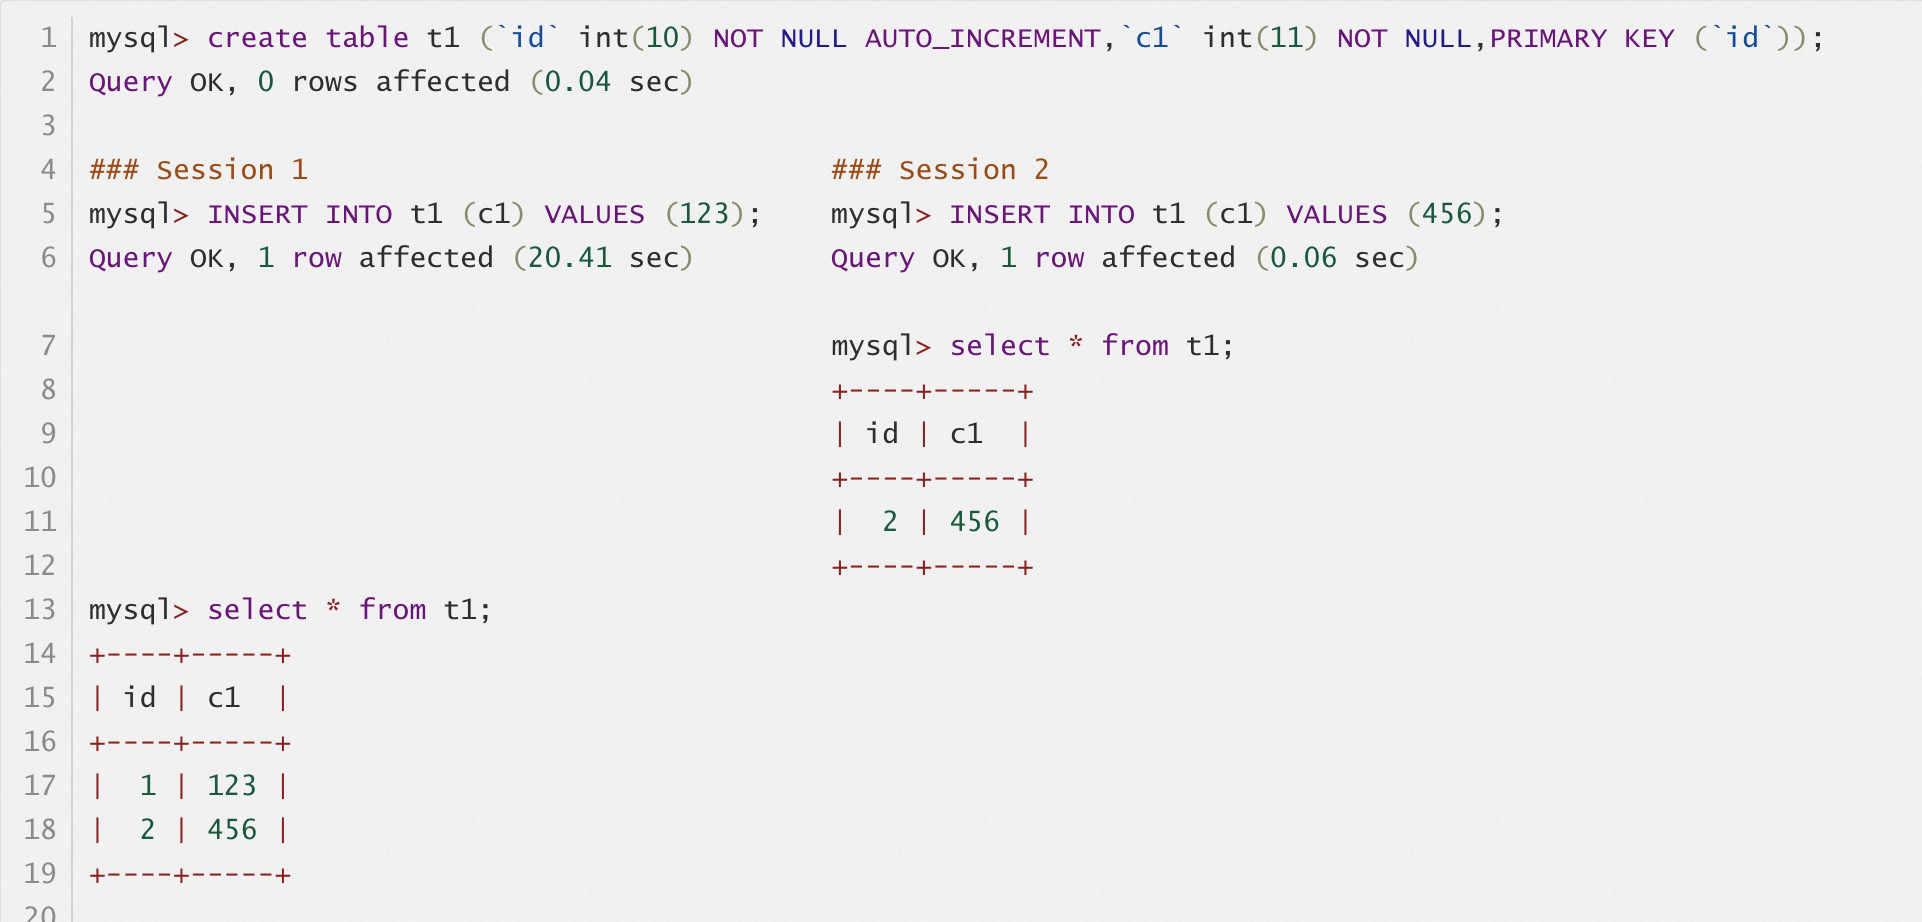 1 mysql> create table t1 (`id` int(10) NOT NULL AUTO_INCREMENT,`c1` int(11) NOT NULL,PRIMARY KEY (`id`));
2 Query OK, 0 rows affected (0.04 sec)
3
4 ### Session 1 ### Session 2
5 mysql> INSERT INTO t1 (c1) VALUES (123); mysql> INSERT INTO t1 (c1) VALUES (456);
6 Query OK, 1 row affected (20.41 sec) Query OK, 1 row affected (0.06 sec)
7 mysql> select * from t1;
8 +----+-----+
9 | id | c1  |
10 +----+-----+
11 |  2 | 456 |
12 +----+-----+
13 mysql> select * from t1;
14 +----+-----+
15 | id | c1  |
16 +----+-----+
17 |  1 | 123 |
18 |  2 | 456 |
19 +----+-----+
20